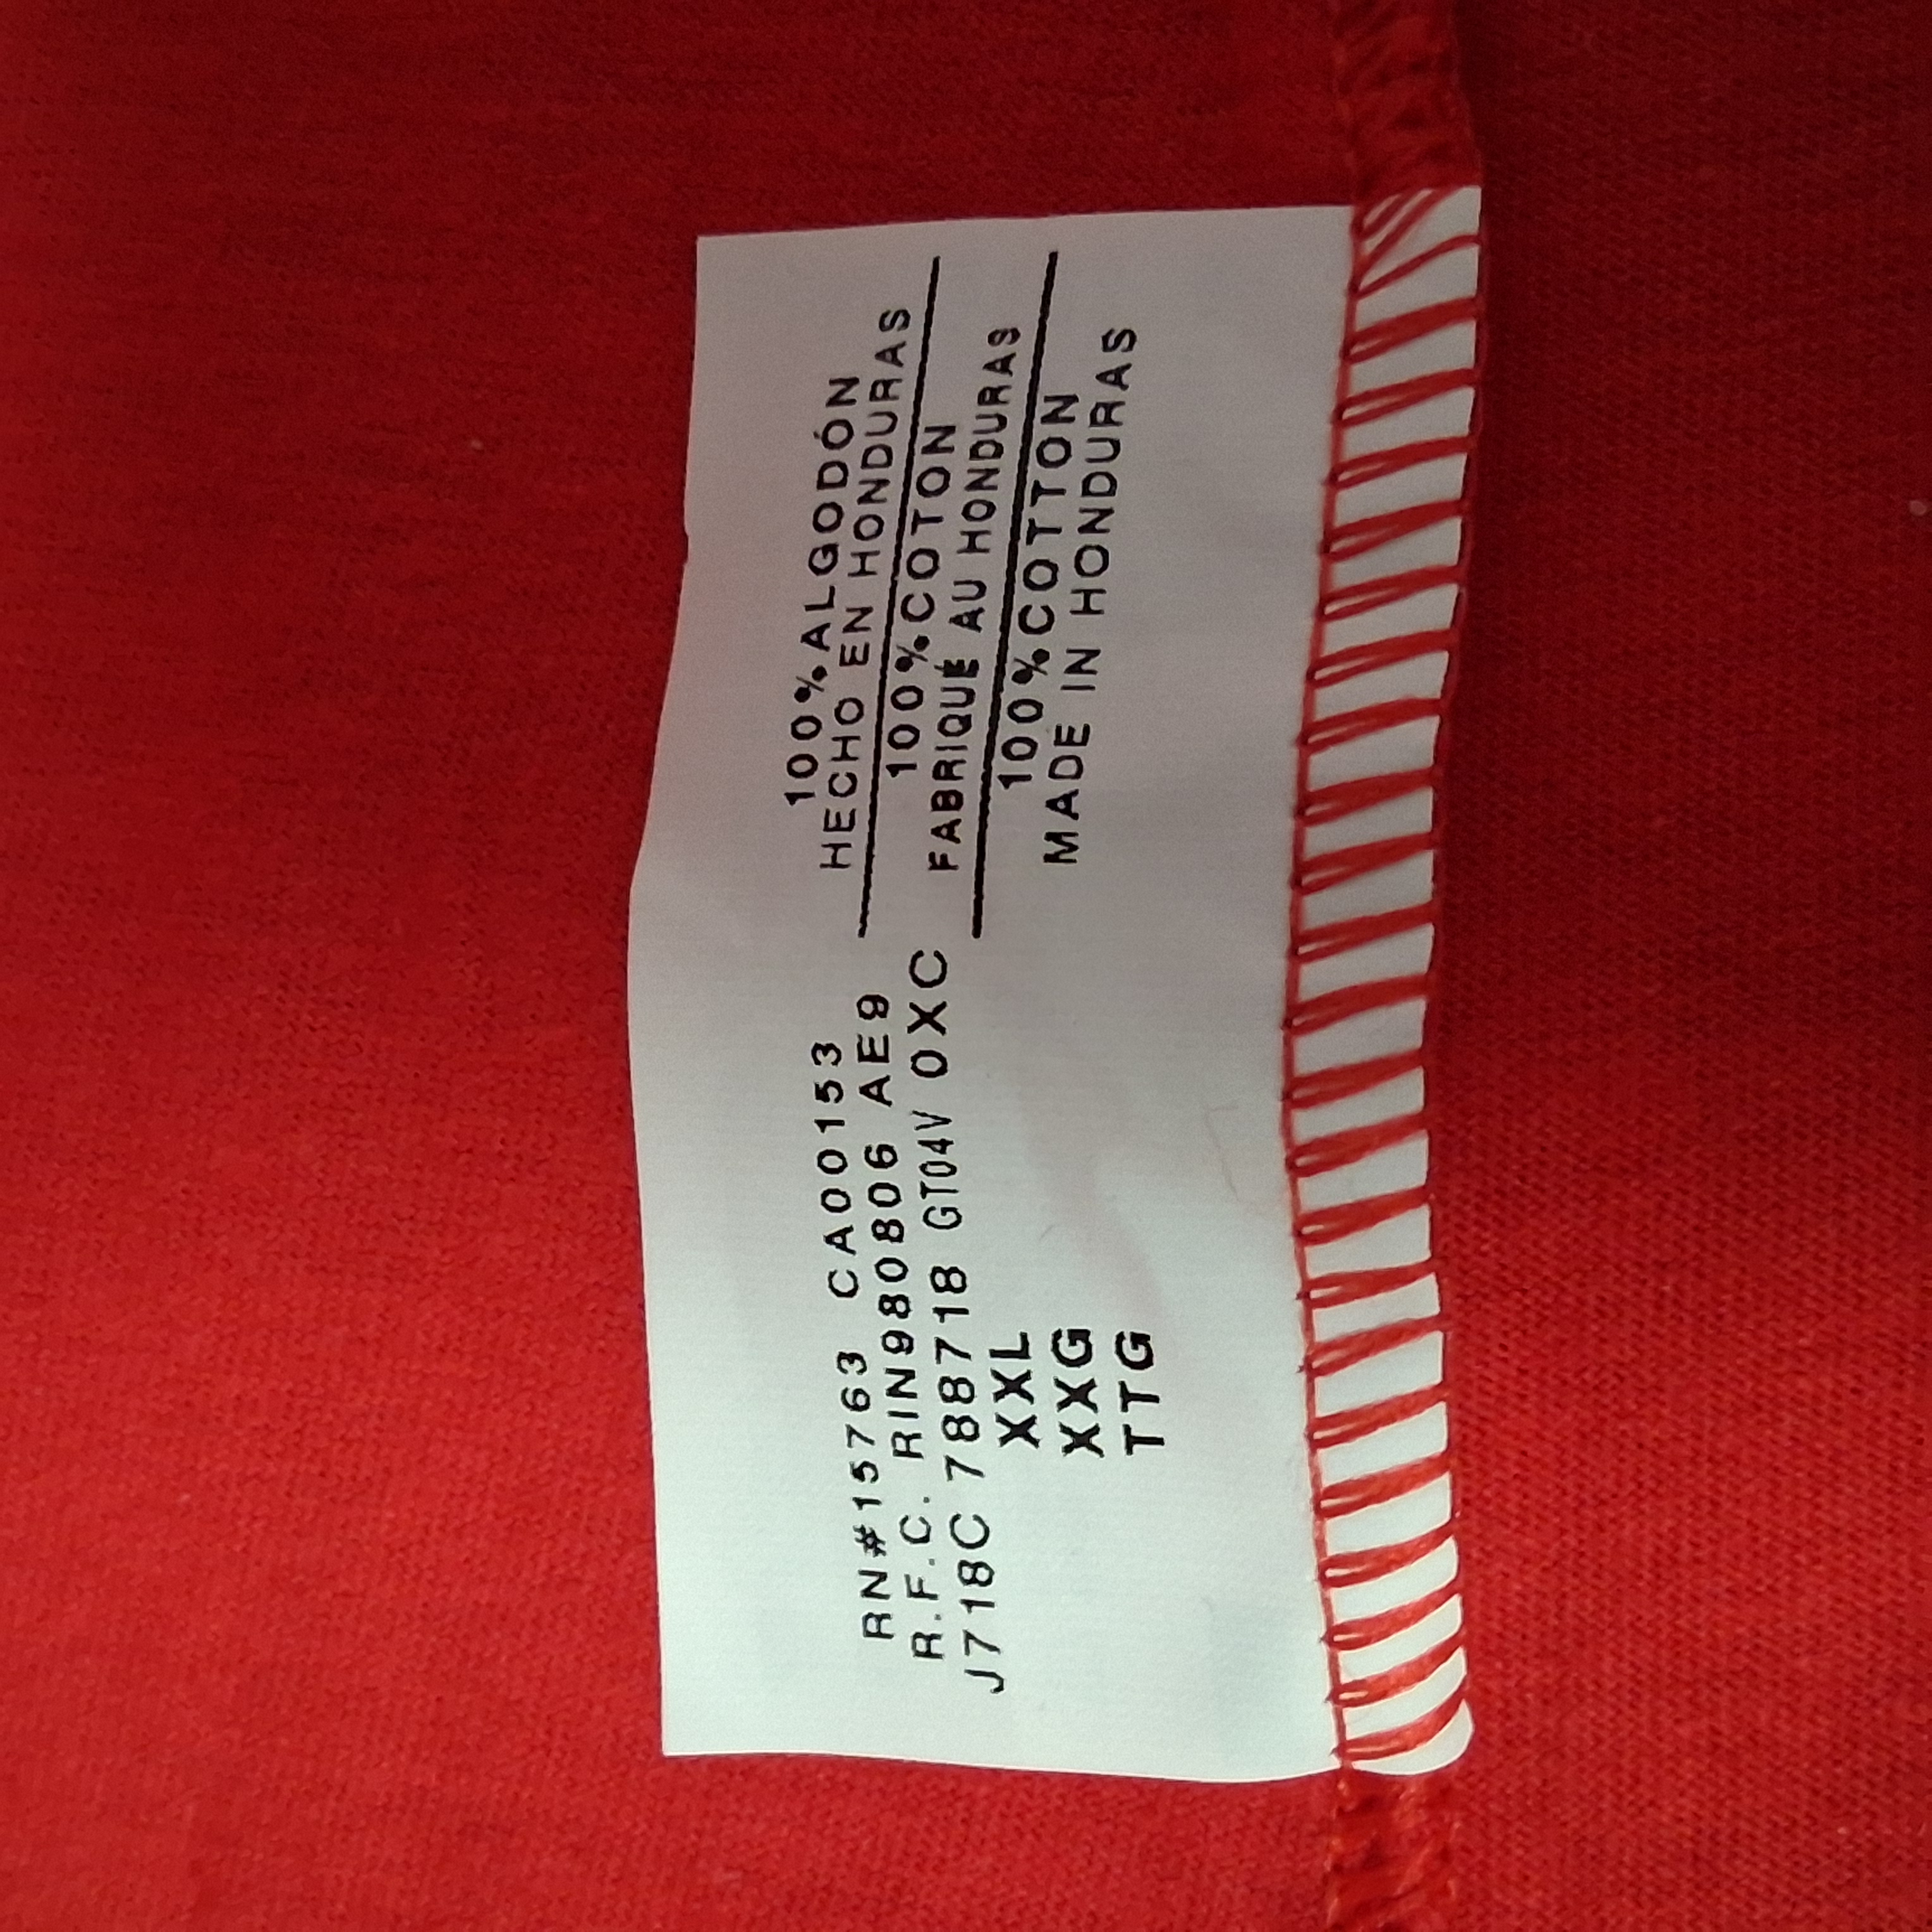 100% ALGODÓN
HECHO EN HONDURAS
100% COTON
FABRIQUÉ AU HONDURAS
100% COTTON
MADE IN HONDURAS
RN#15763 CA00153
R.F.C. RIN980806 AE9
J718C 788718 GT04V OXC
XXL
XXG
TTG